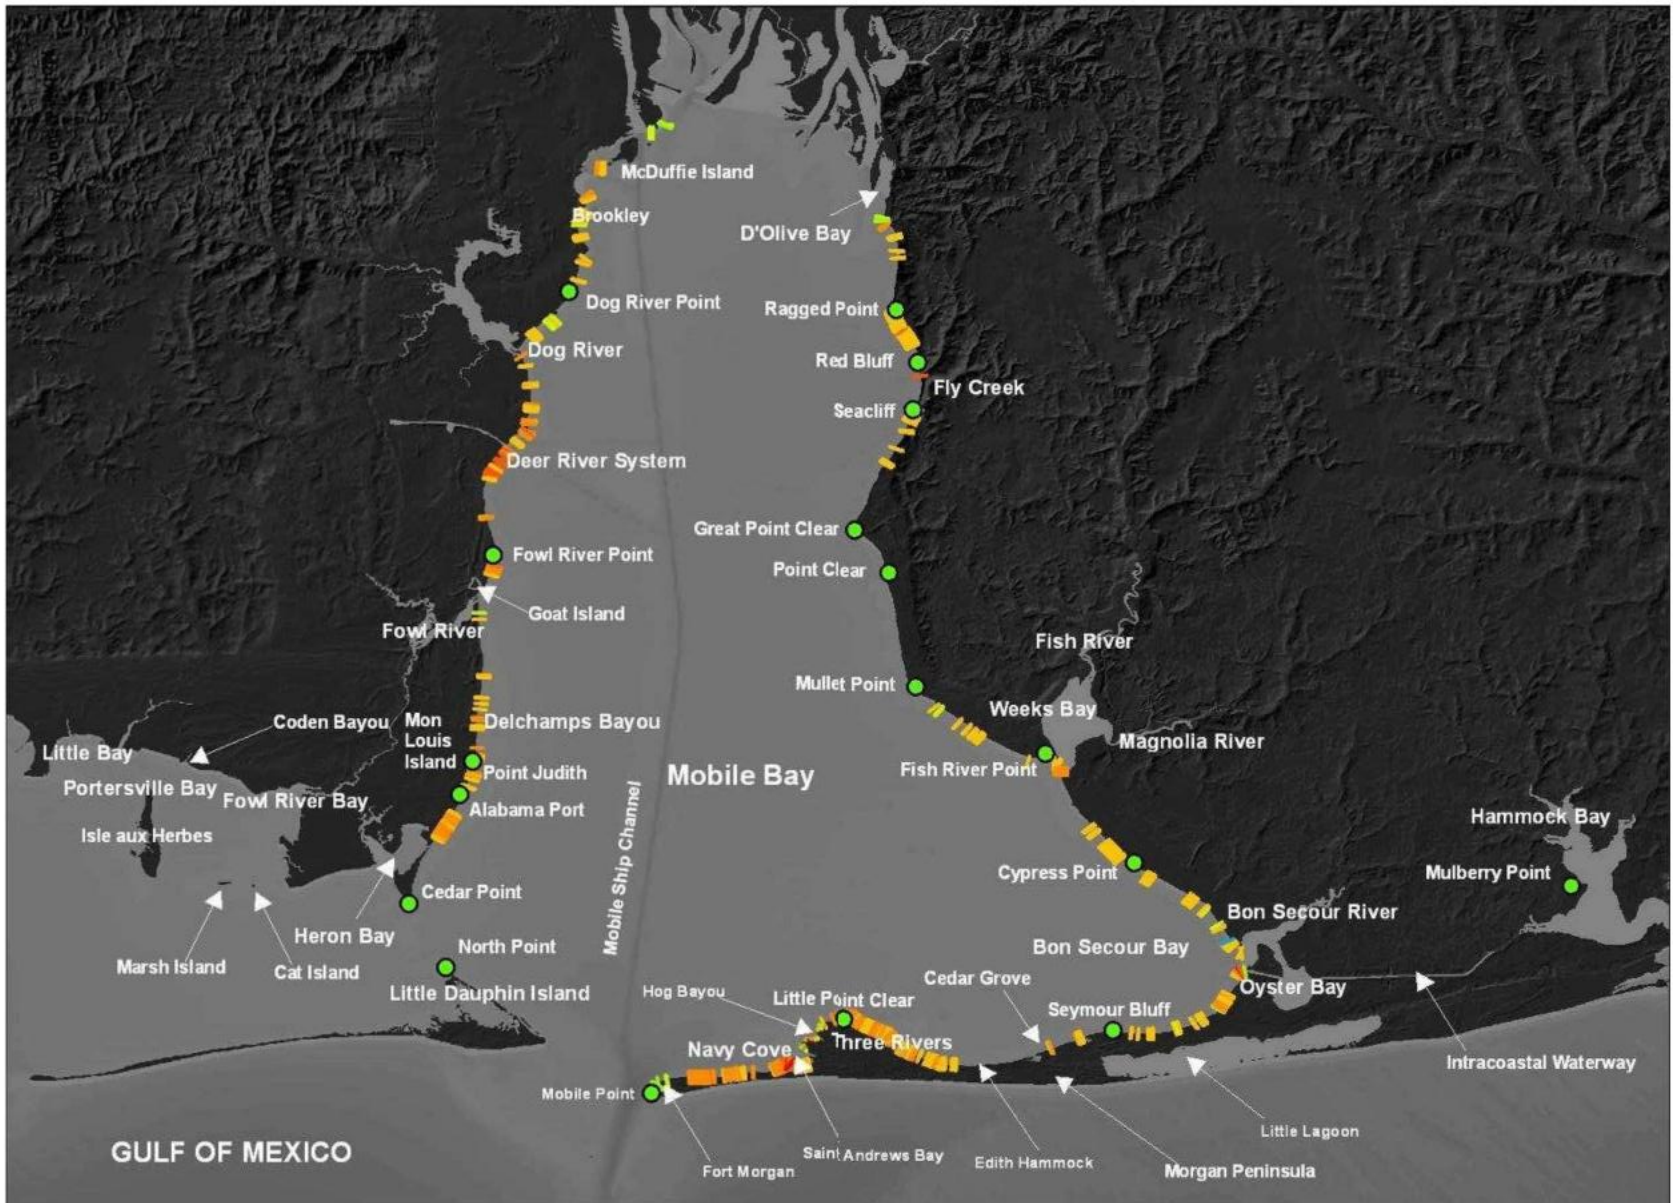 McDuffie Island
Brookley
D'Olive Bay
Dog River Point
Ragged Point
Dog River
Red Bluff
Fly Creek
Seacliff
Deer River System
Great Point Clear
Fowl River Point
Point Clear
Goat Island
Fowl River
Fish River
Mullet Point
Weeks Bay
Coden Bayou
Mon
Louis
Island
Delchamps Bayou
Magnolia River
Little Bay
Point Judith
Mobile Bay
Fish River Point
Portersville Bay
Fowl River Bay
Alabama Port
Isle aux Herbes
Hammock Bay
Mobile Ship Channel
Cypress Point
Mulberry Point
Cedar Point
Bon Secour River
Heron Bay
North Point
Bon Secour Bay
Marsh Island
Cat Island
Cedar Grove
Little Dauphin Island
Hog Bayou
Little Point Clear
Oyster Bay
Seymour Bluff
Three Rivers
Navy Cove
Intracoastal Waterway
Mobile Point
Little Lagoon
GULF OF MEXICO
Saint Andrews Bay
Edith Hammock
Fort Morgan
Morgan Peninsula